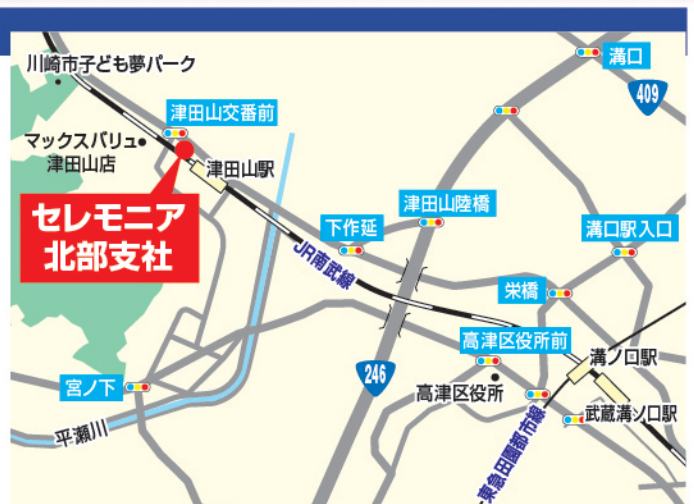 川崎市子ども夢パーク
溝口
409
津田山交番前
マックスバリュ
津田山店
津田山駅
セレモニア
北部支社
下作延
津田山陸橋
溝口駅入口
JR南武線
栄橋
高津区役所前
溝ノ口駅
246
宮ノ下
高津区役所
武蔵溝ノ口駅
平瀬川
東急田園都市線